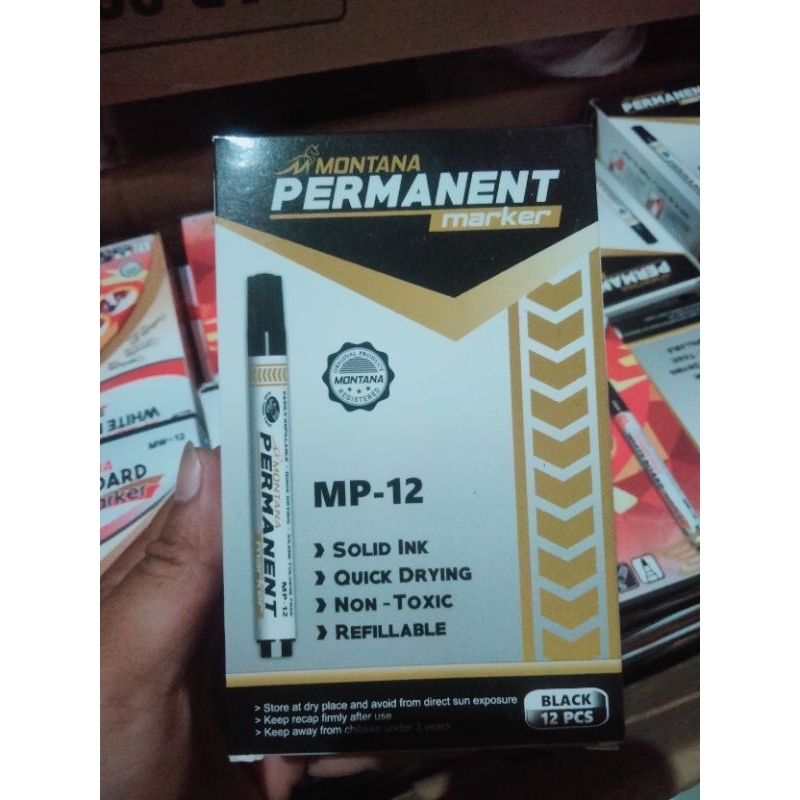 MONTANA
PERMANENT
marker
ORIGINAL PRODUCT
MONTANA
REGISTERED
MONTANA
PERMANENT
marker
MP-12
MP-12
❯ SOLID INK
❯ QUICK DRYING
❯ NON-TOXIC
❯ REFILLABLE
> Store at dry place and avoid from direct sun exposure
> Keep recap firmly after use
> Keep away from children under 3 years
BLACK
12 PCS
PERMANENT
PERMANENT
WHITE
MW-12